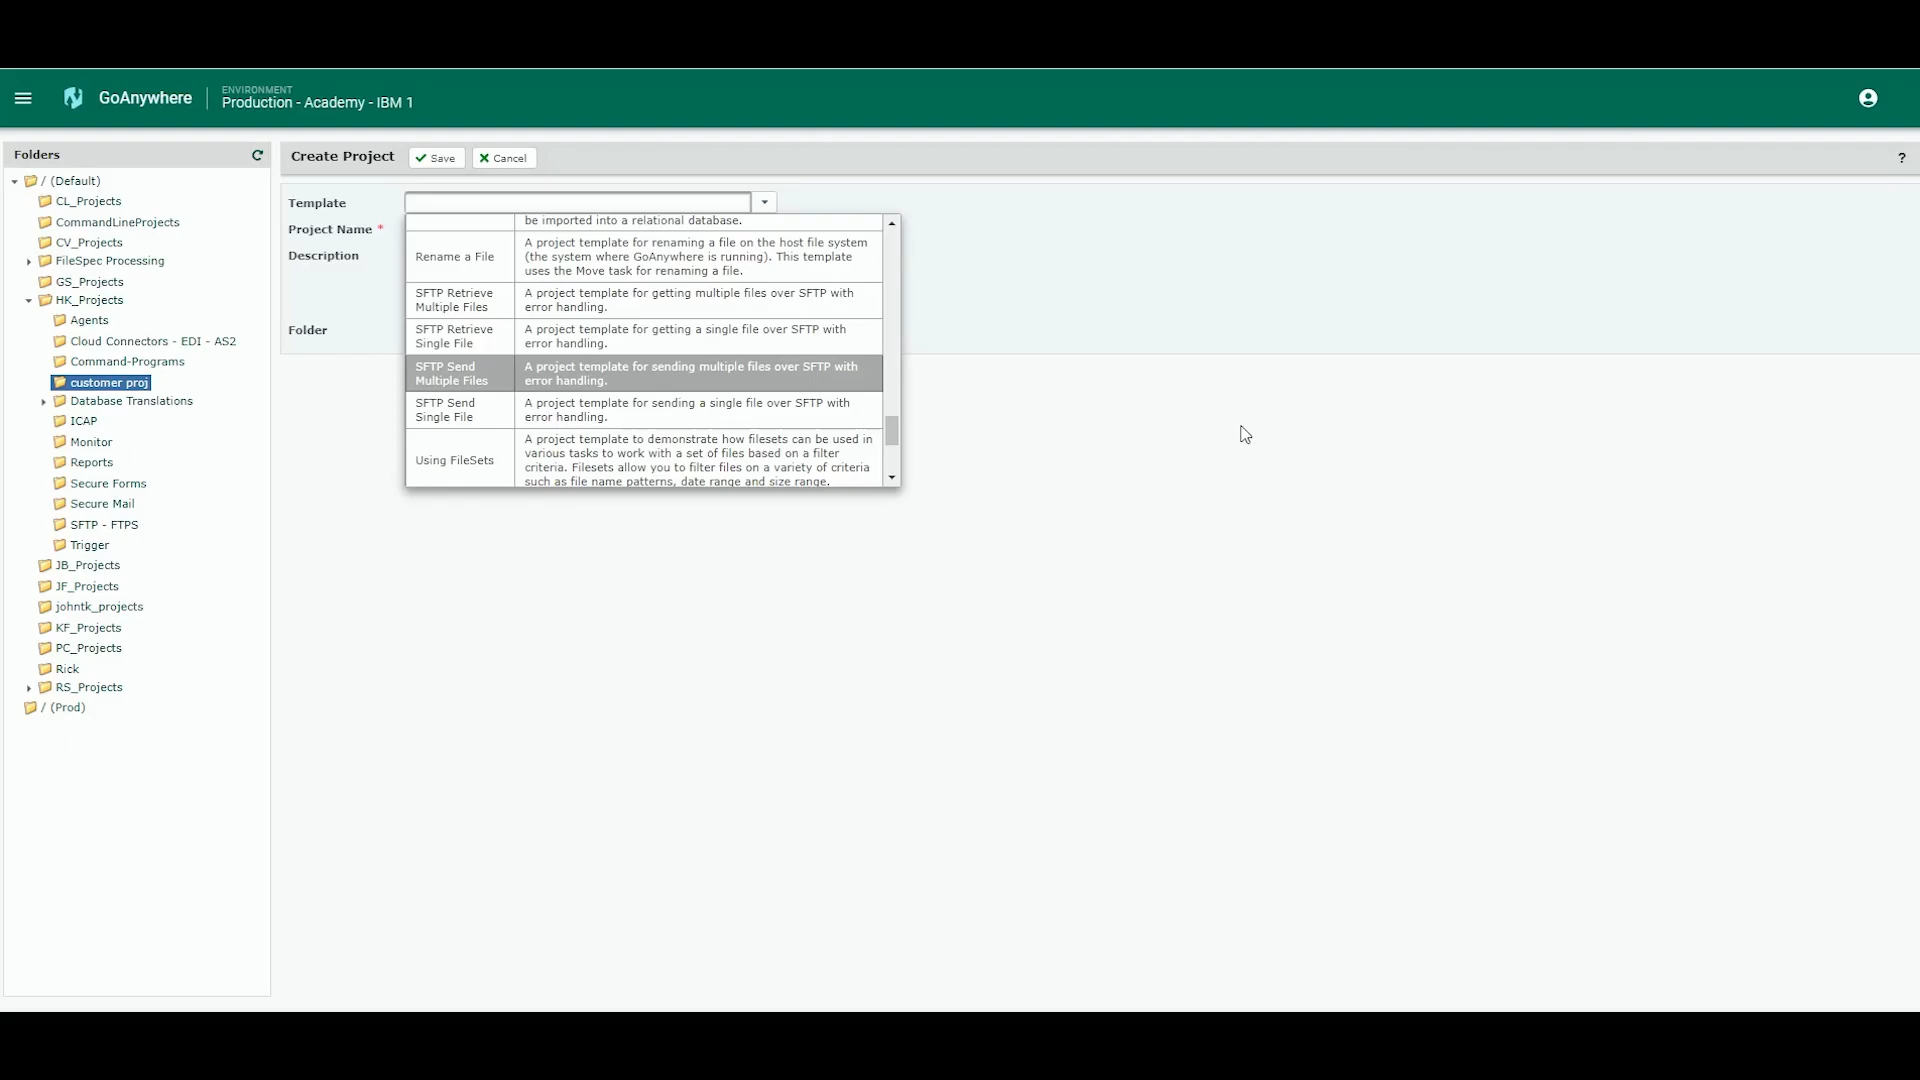 GoAnywhere
ENVIRONMENT
Production - Academy - IBM 1
Folders
/ (Default)
CL_Projects
CommandLineProjects
CV_Projects
FileSpec Processing
GS_Projects
HK_Projects
Agents
Cloud Connectors - EDI - AS2
Command-Programs
customer proj
Database Translations
ICAP
Monitor
Reports
Secure Forms
Secure Mail
SFTP - FTPS
Trigger
JB_Projects
JF_Projects
johntk_projects
KF_Projects
PC_Projects
Rick
RS_Projects
/ (Prod)
Create Project
Save
Cancel
?
Template
Project Name *
Description
Folder
be imported into a relational database.
Rename a File
A project template for renaming a file on the host file system
(the system where GoAnywhere is running). This template
uses the Move task for renaming a file.
SFTP Retrieve
Multiple Files
A project template for getting multiple files over SFTP with
error handling.
SFTP Retrieve
Single File
A project template for getting a single file over SFTP with
error handling.
SFTP Send
Multiple Files
A project template for sending multiple files over SFTP with
error handling.
SFTP Send
Single File
A project template for sending a single file over SFTP with
error handling.
Using FileSets
A project template to demonstrate how filesets can be used in
various tasks to work with a set of files based on a filter
criteria. Filesets allow you to filter files on a variety of criteria
such as file name patterns, date range and size range.